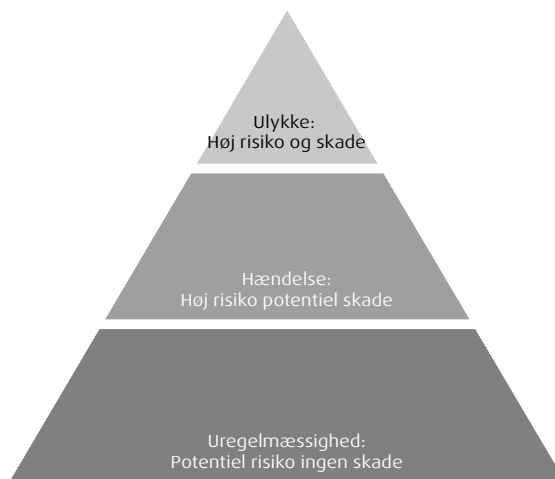 Ulykke:
Høj risiko og skade
Hændelse:
Høj risiko potentiel skade
Uregelmæssighed:
Potentiel risiko ingen skade